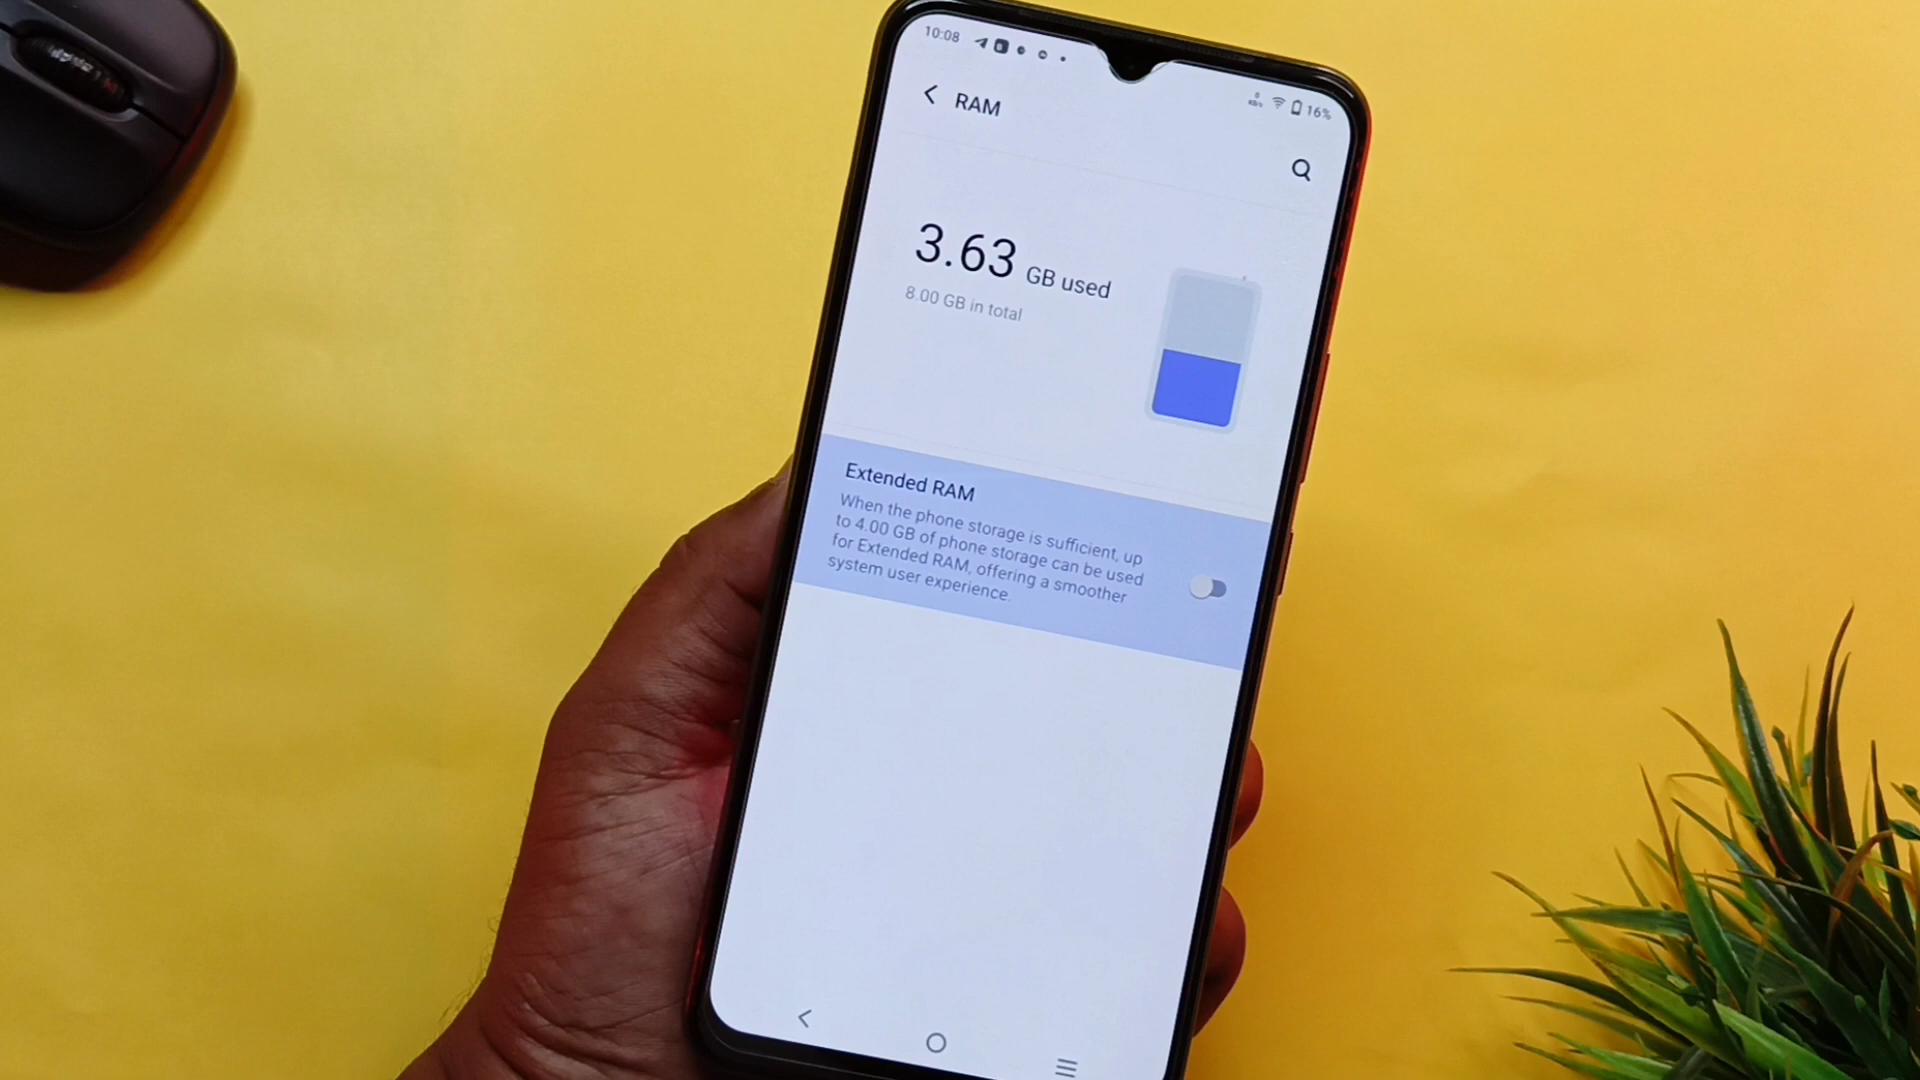 10:08
16%
RAM
3.63 GB used
8.00 GB in total
Extended RAM
When the phone storage is sufficient, up
to 4.00 GB of phone storage can be used
for Extended RAM, offering a smoother
system user experience.